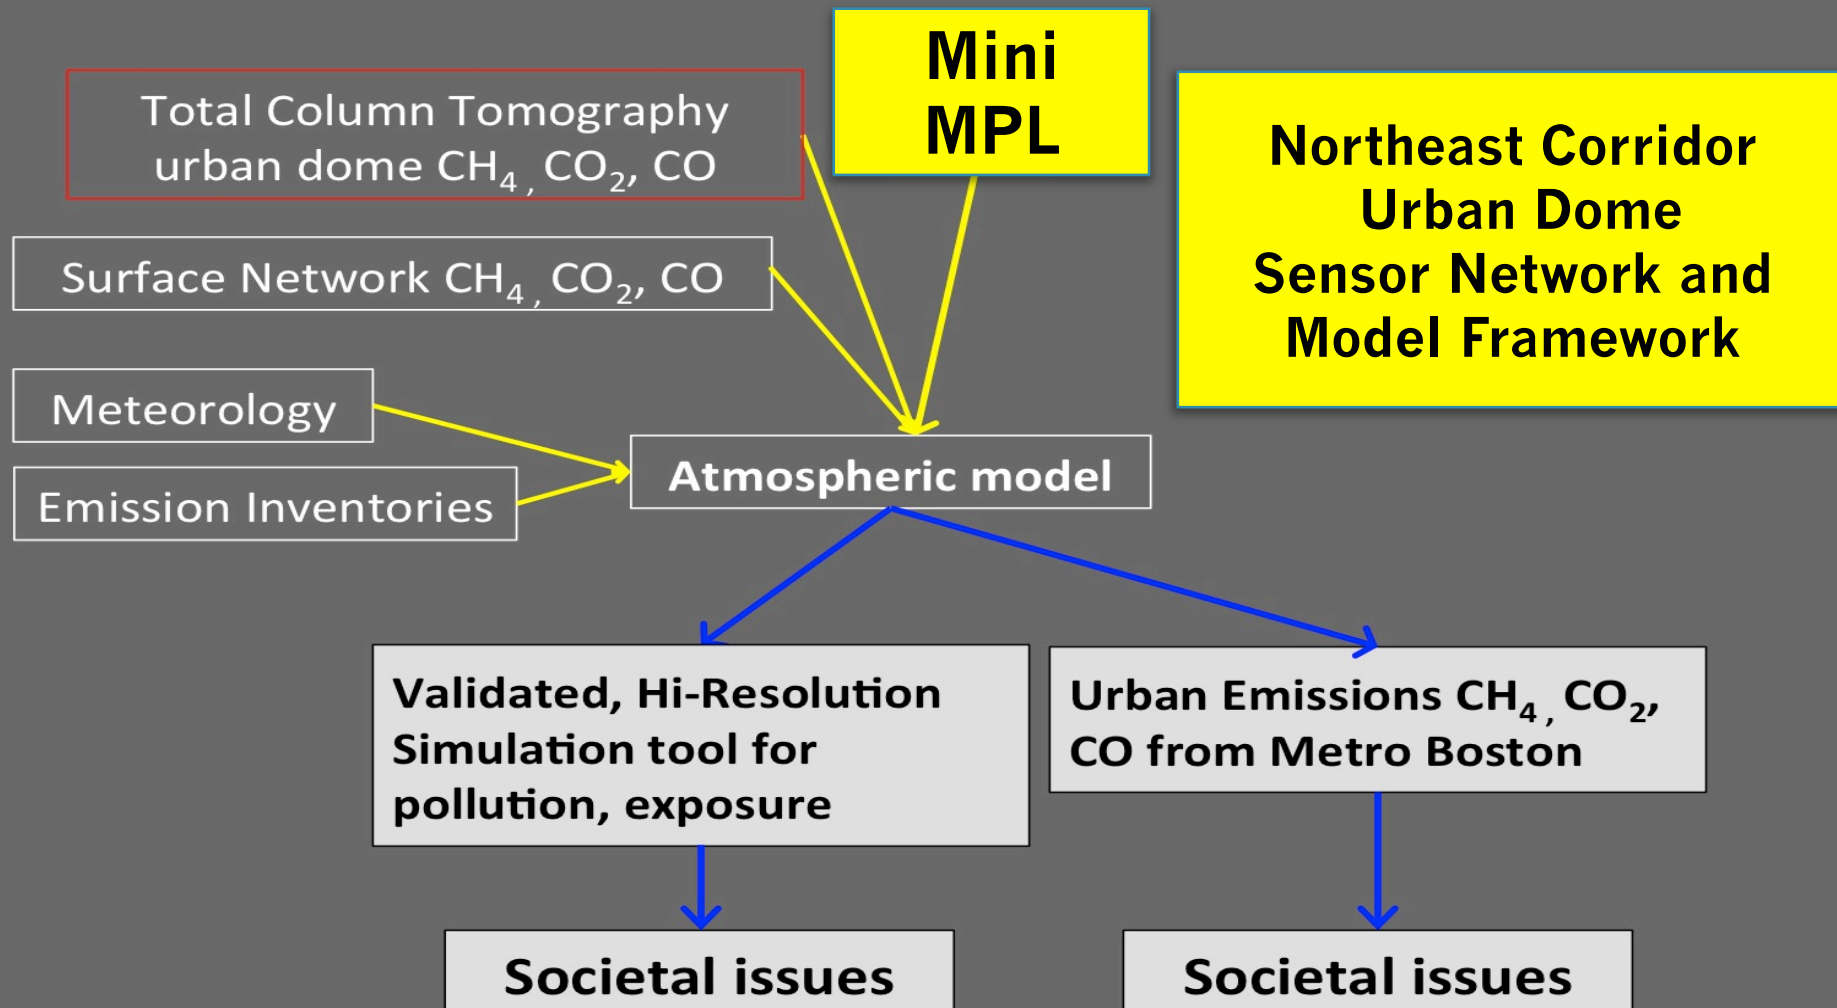 Mini
MPL
Total Column Tomography
urban dome CH₄, CO₂, CO
Northeast Corridor
Urban Dome
Sensor Network and
Model Framework
Surface Network CH₄, CO₂, CO
Meteorology
Atmospheric model
Emission Inventories
Validated, Hi-Resolution
Simulation tool for
pollution, exposure
Urban Emissions CH₄, CO₂,
CO from Metro Boston
Societal issues
Societal issues